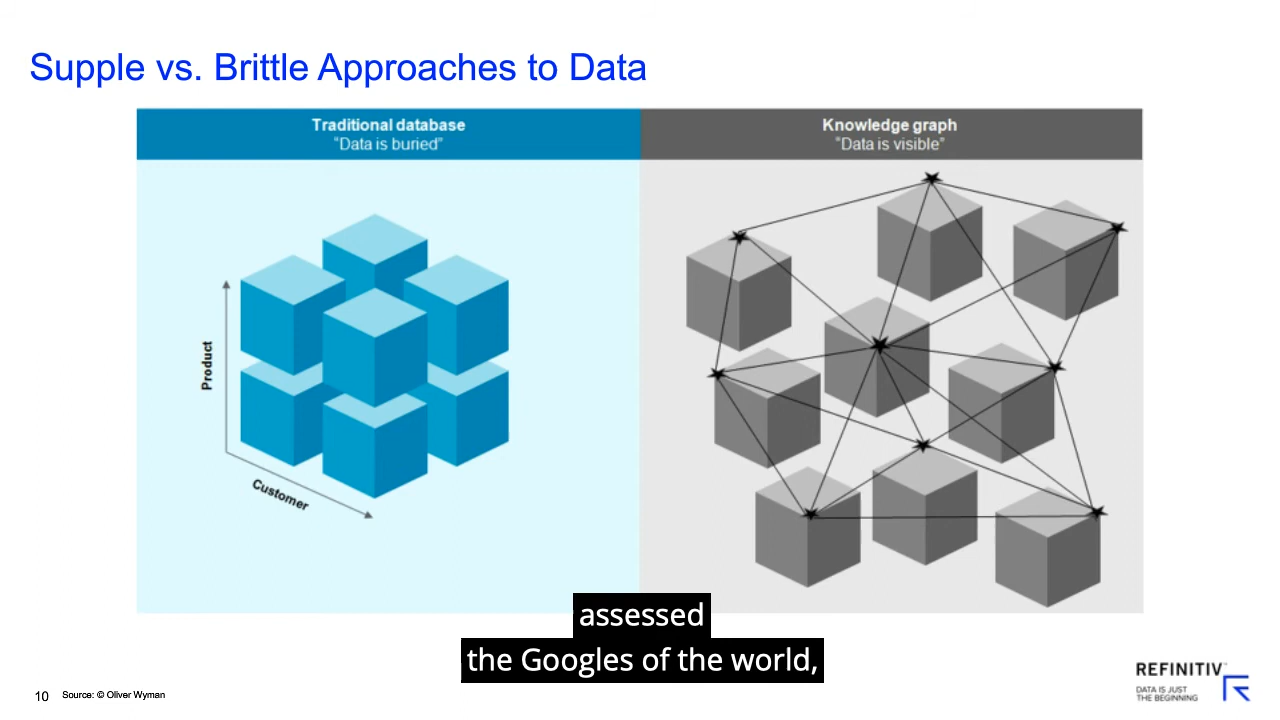 Supple vs. Brittle Approaches to Data
Traditional database
"Data is buried"
Knowledge graph
"Data is visible"
Product
Customer
assessed
the Googles of the world,
10
Source: © Oliver Wyman
REFINITIV
DATA IS JUST
THE BEGINNING